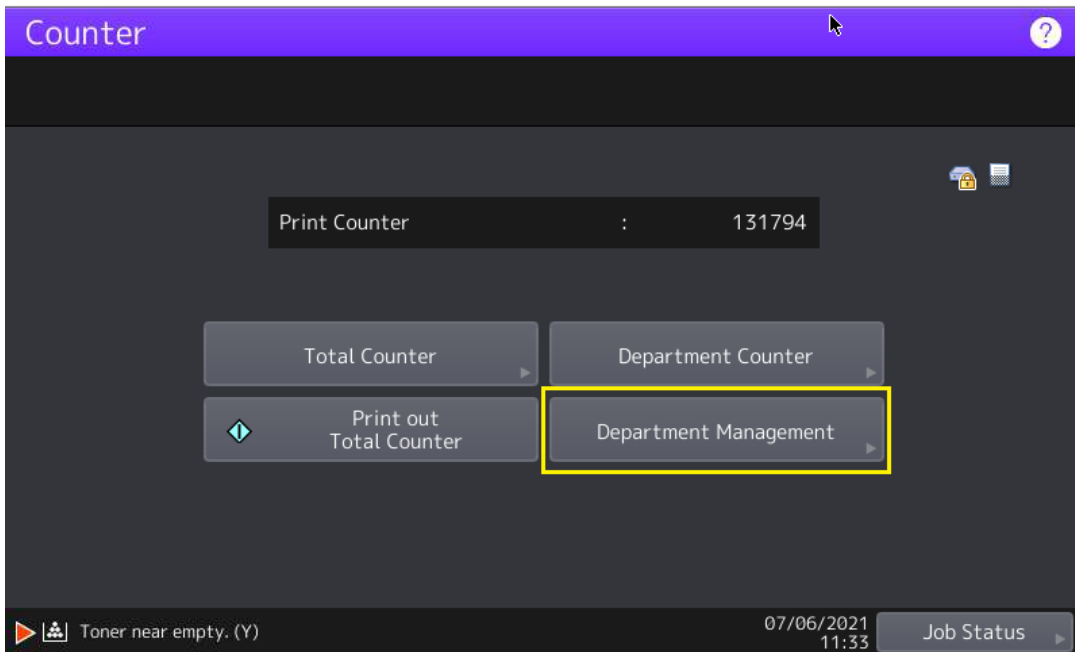 Counter
?
Print Counter : 131794
Total Counter
Department Counter
Print out
Total Counter
Department Management
Toner near empty. (Y)
07/06/2021
11:33
Job Status